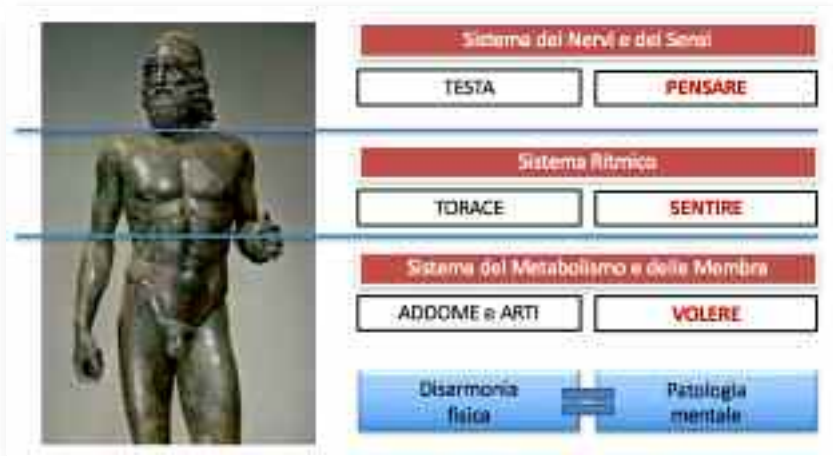 Sistema dei Nervi e dei Sensi
TESTA
PENSARE
Sistema Ritmico
TORACE
SENTIRE
Sistema del Metabolismo e delle Membra
ADDOME e ARTI
VOLERE
Disarmonia
fisica
=
Patologia
mentale